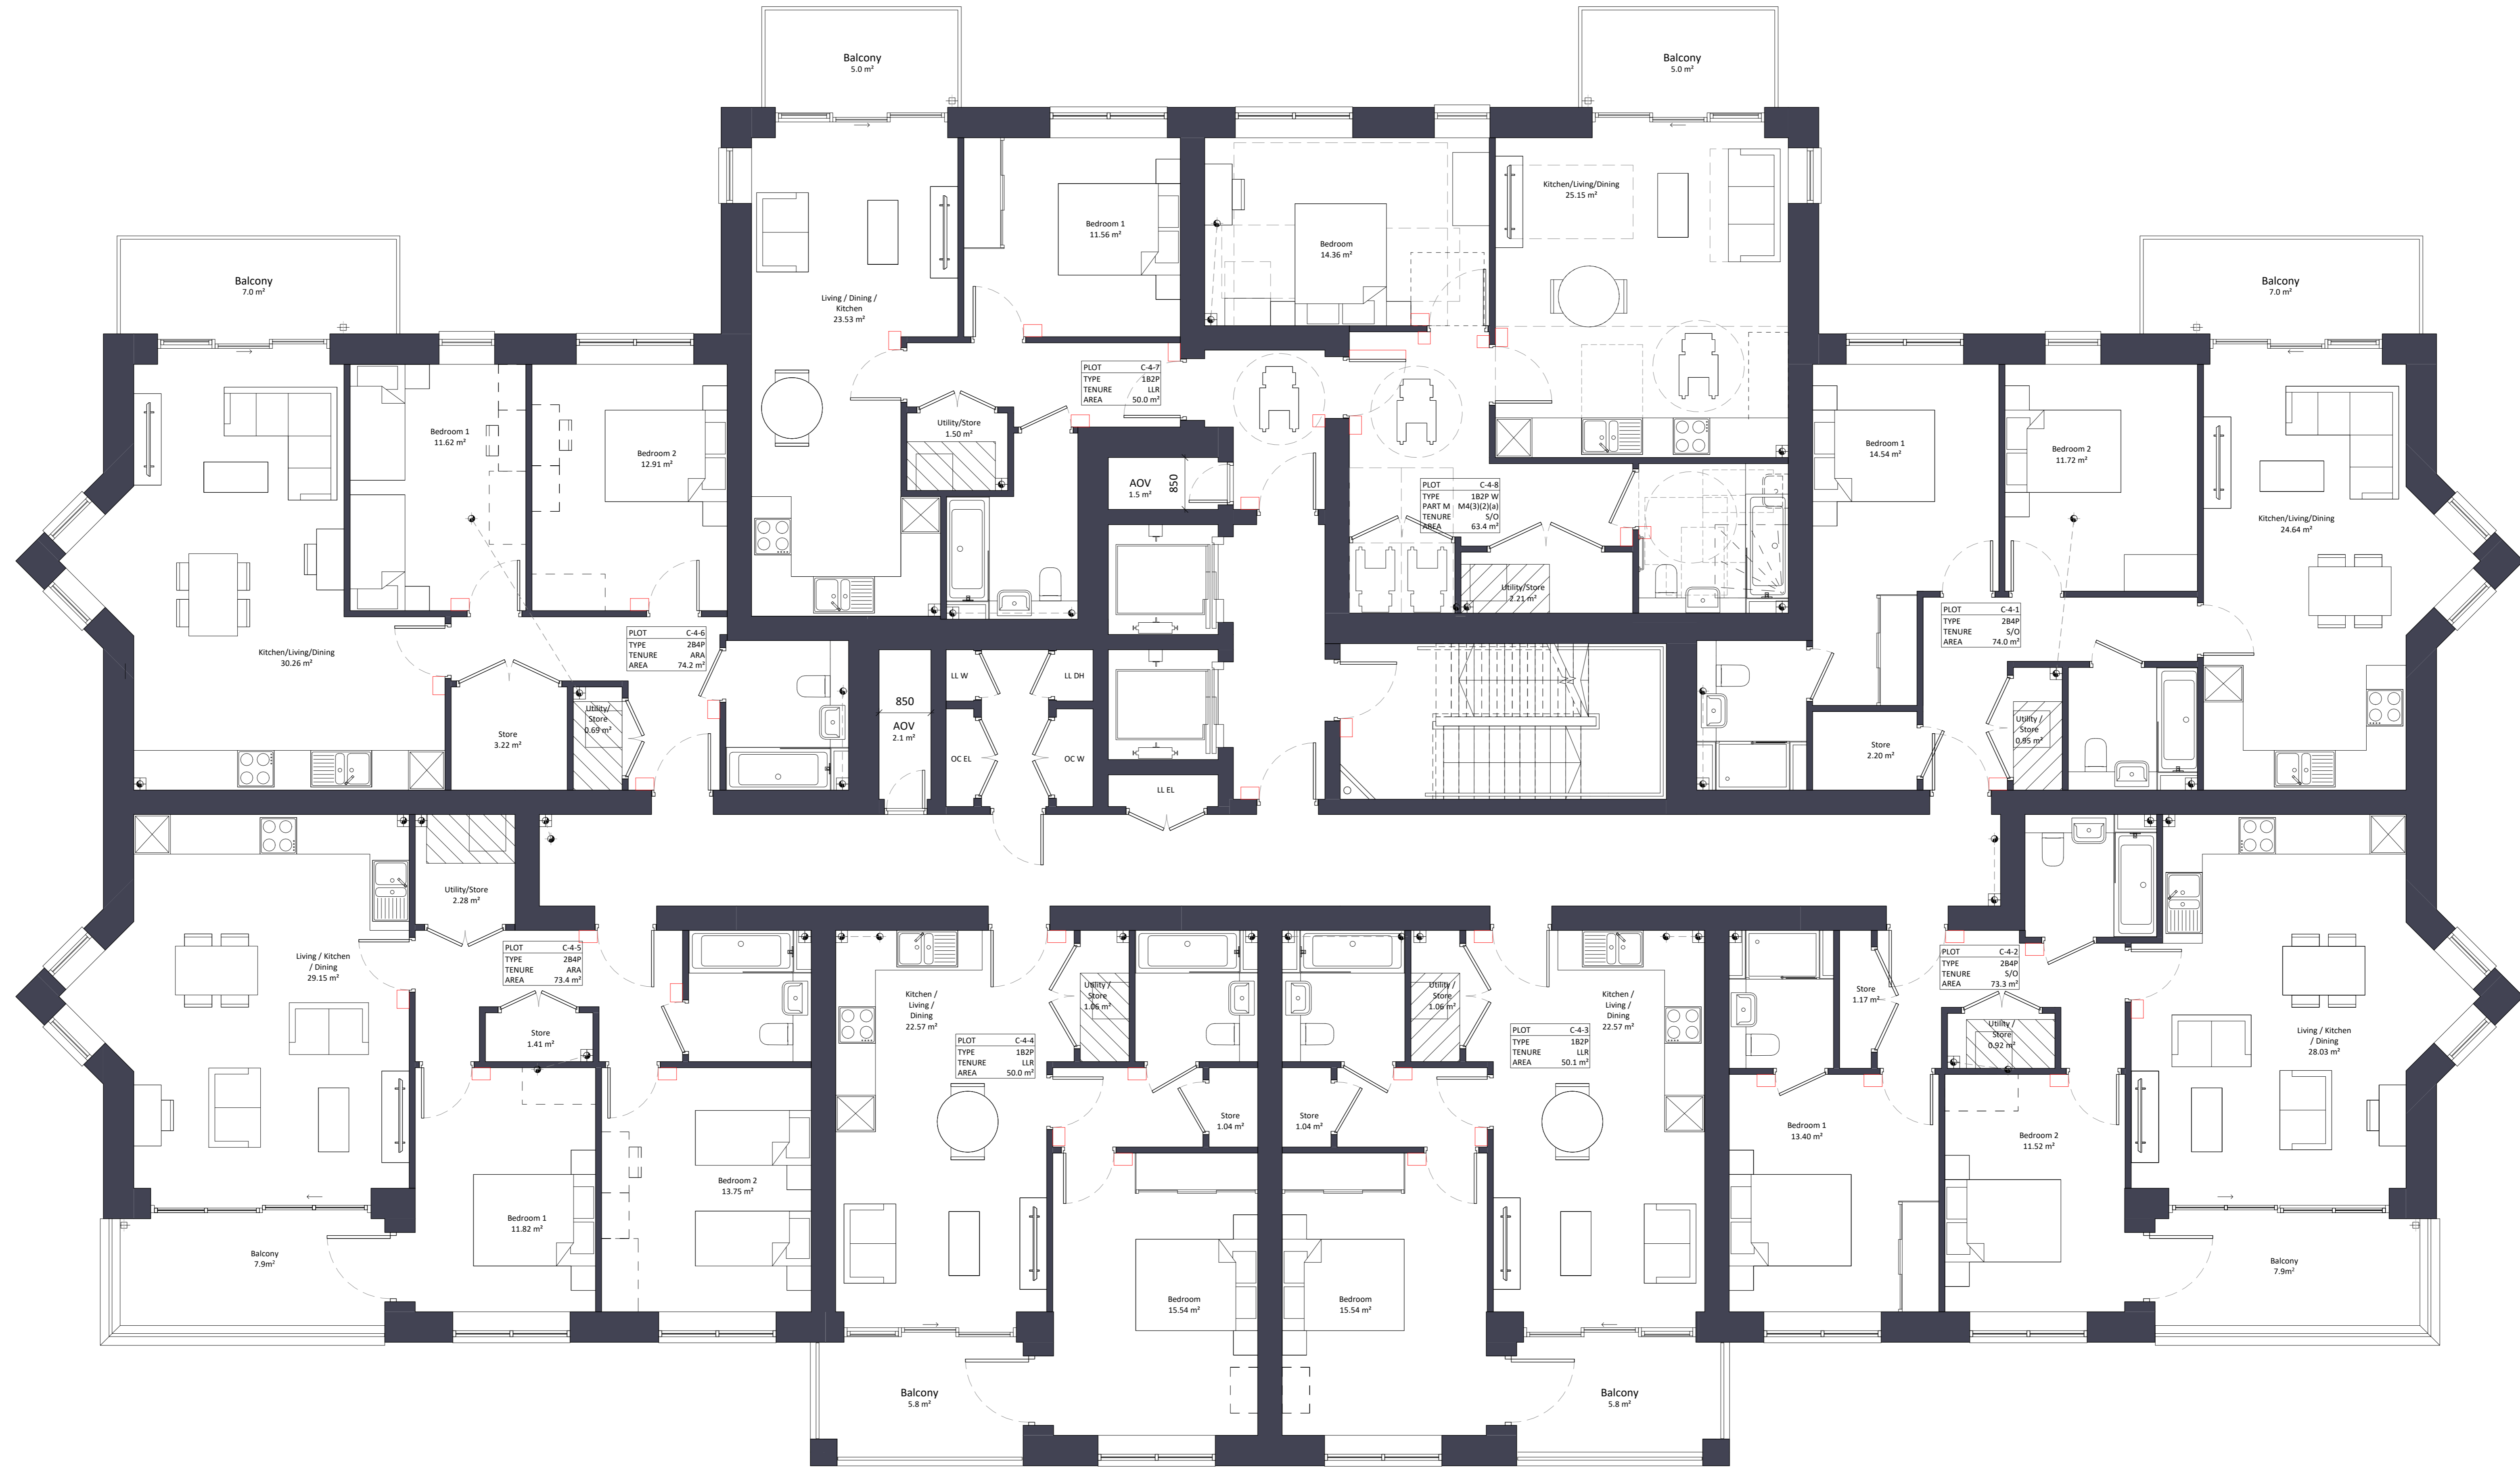 Balcony
5.0 m²
Balcony
5.0 m²
Balcony
7.0 m²
Balcony
7.0 m²
Living / Dining /
Kitchen
23.53 m²
Bedroom 1
11.56 m²
Bedroom
14.36 m²
Kitchen/Living/Dining
25.15 m²
PLOT C-4-7
TYPE 1B2P
TENURE LLR
AREA 50.0 m²
Utility/Store
1.50 m²
AOV
1.5 m²
850
PLOT C-4-8
TYPE 1B2P W
PART M M4(3)(2)(a)
TENURE S/O
AREA 63.4 m²
Utility/Store
2.21 m²
Bedroom 1
11.62 m²
Bedroom 2
12.91 m²
Kitchen/Living/Dining
30.26 m²
PLOT C-4-6
TYPE 2B4P
TENURE ARA
AREA 74.2 m²
Store
3.22 m²
Utility/
Store
0.69 m²
850
AOV
2.1 m²
LL W
LL DH
OC EL
OC W
LL EL
Bedroom 1
14.54 m²
Bedroom 2
11.72 m²
Kitchen/Living/Dining
24.64 m²
PLOT C-4-1
TYPE 2B4P
TENURE S/O
AREA 74.0 m²
Store
2.20 m²
Utility /
Store
0.95 m²
Utility/Store
2.28 m²
Living / Kitchen
/ Dining
29.15 m²
PLOT C-4-5
TYPE 2B4P
TENURE ARA
AREA 73.4 m²
Store
1.41 m²
Bedroom 1
11.82 m²
Bedroom 2
13.75 m²
Balcony
7.9m²
Kitchen /
Living /
Dining
22.57 m²
PLOT C-4-4
TYPE 1B2P
TENURE LLR
AREA 50.0 m²
Utility /
Store
1.06 m²
Store
1.04 m²
Bedroom
15.54 m²
Balcony
5.8 m²
Utility /
Store
1.06 m²
Store
1.04 m²
Kitchen /
Living /
Dining
22.57 m²
PLOT C-4-3
TYPE 1B2P
TENURE LLR
AREA 50.1 m²
Bedroom
15.54 m²
Balcony
5.8 m²
Store
1.17 m²
PLOT C-4-2
TYPE 2B4P
TENURE S/O
AREA 73.3 m²
Utility /
Store
0.92 m²
Living / Kitchen
/ Dining
28.03 m²
Bedroom 1
13.40 m²
Bedroom 2
11.52 m²
Balcony
7.9m²